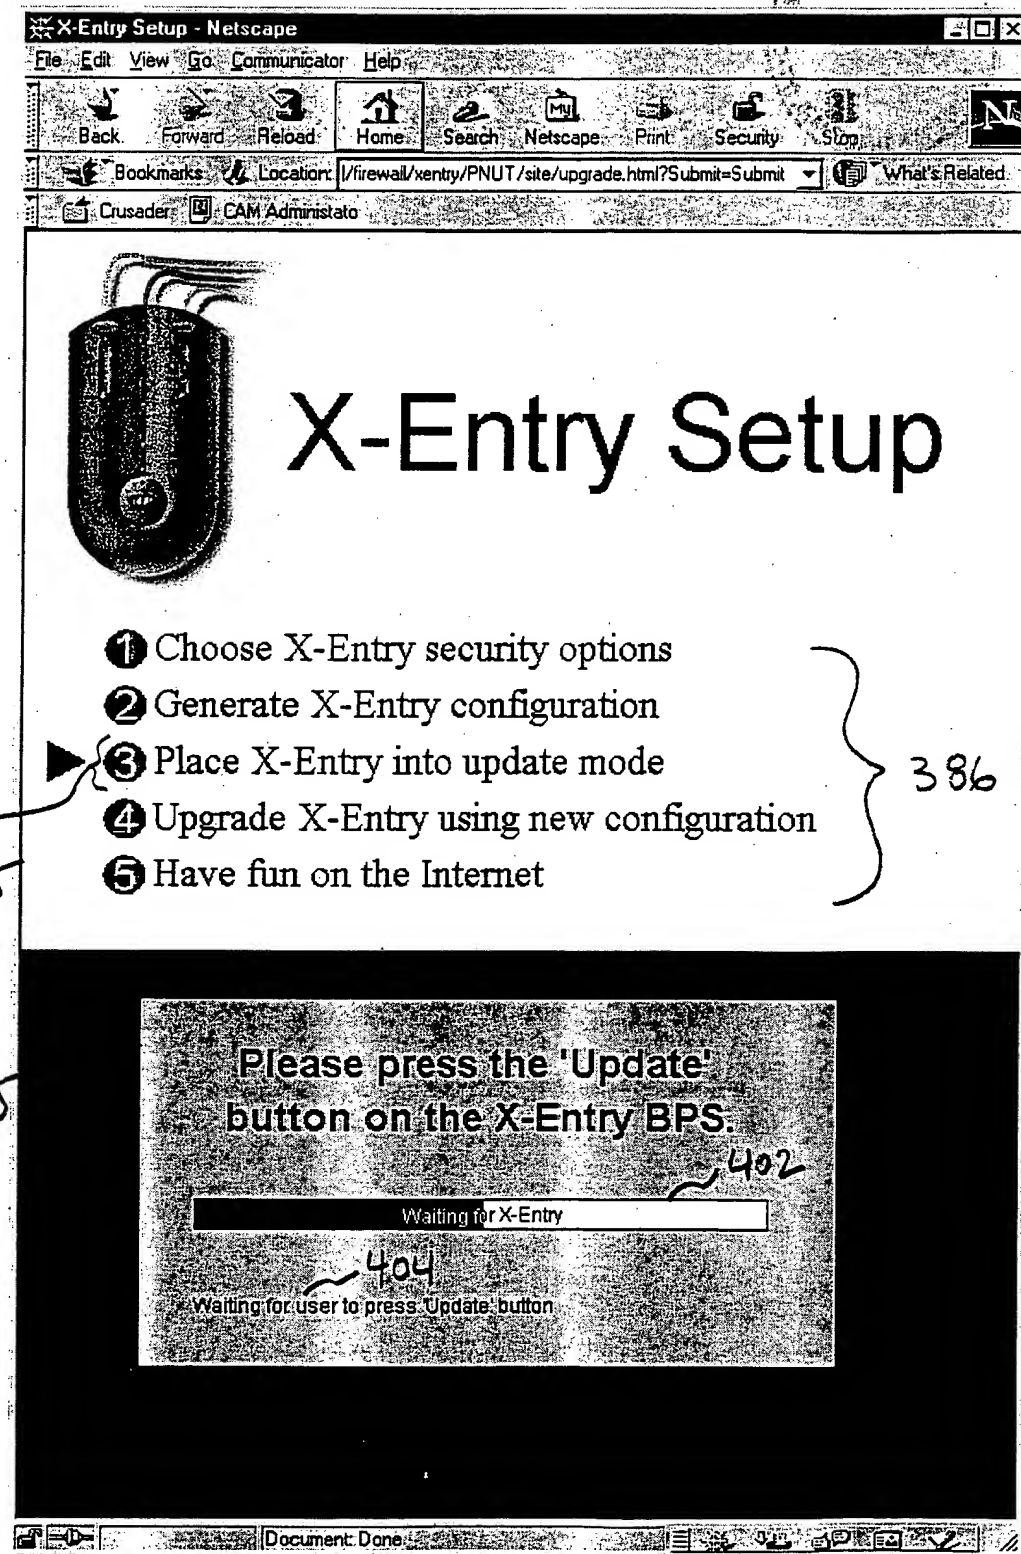 X-Entry Setup - Netscape
File Edit View Go Communicator Help
Back Forward Reload Home Search Netscape Print Security Stop
Bookmarks Location: l/firewall/xentry/PNUT/site/upgrade.html?Submit=Submit What's Related
Crusader CAM Administato
X-Entry Setup
1 Choose X-Entry security options
2 Generate X-Entry configuration
3 Place X-Entry into update mode
386
4 Upgrade X-Entry using new configuration
5 Have fun on the Internet
Please press the 'Update'
button on the X-Entry BPS.
402
Waiting for X-Entry
404
Waiting for user to press 'Update' button
Document: Done